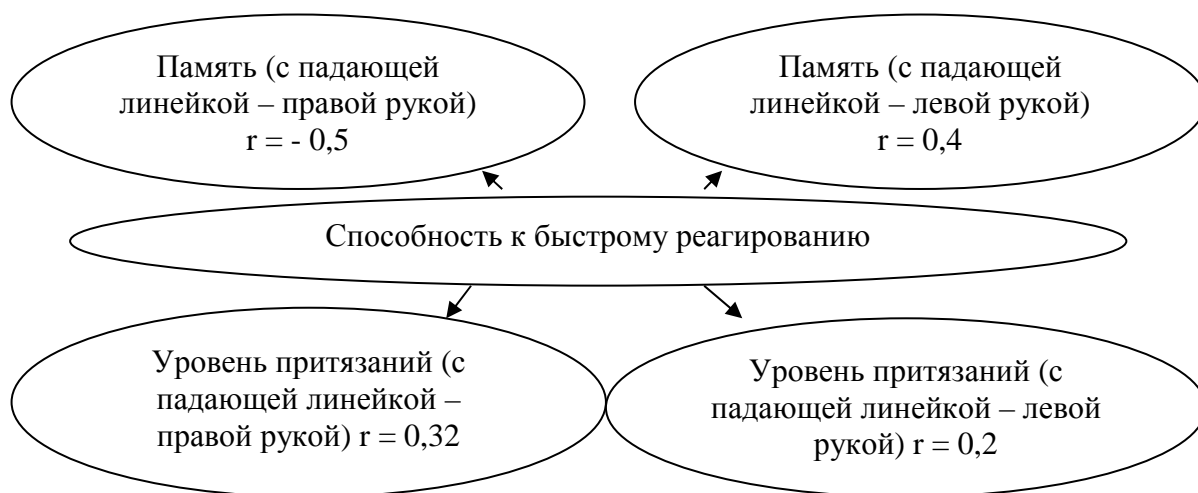 Память (с падающей
линейкой – правой рукой)
r = - 0,5
Память (с падающей
линейкой – левой рукой)
r = 0,4
Способность к быстрому реагированию
Уровень притязаний (с
падающей линейкой –
правой рукой) r = 0,32
Уровень притязаний (с
падающей линейкой – левой
рукой) r = 0,2